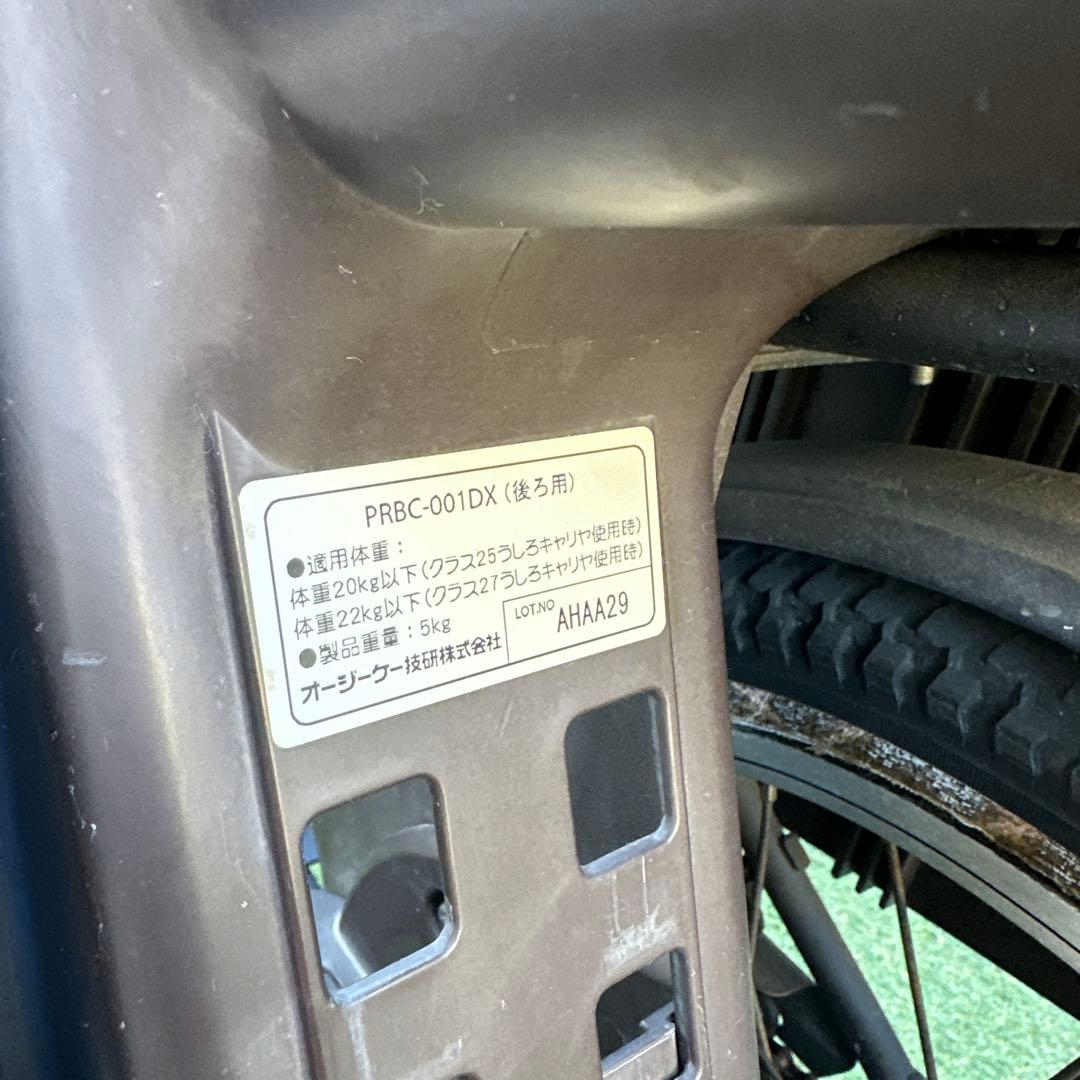 PRBC-001DX（後ろ用）
●適用体重：
体重20kg以下（クラス25うしろキャリヤ使用時）
体重22kg以下（クラス27うしろキャリヤ使用時）
●製品重量：5kg
オージーケー技研株式会社
LOT.NO
AHAA29